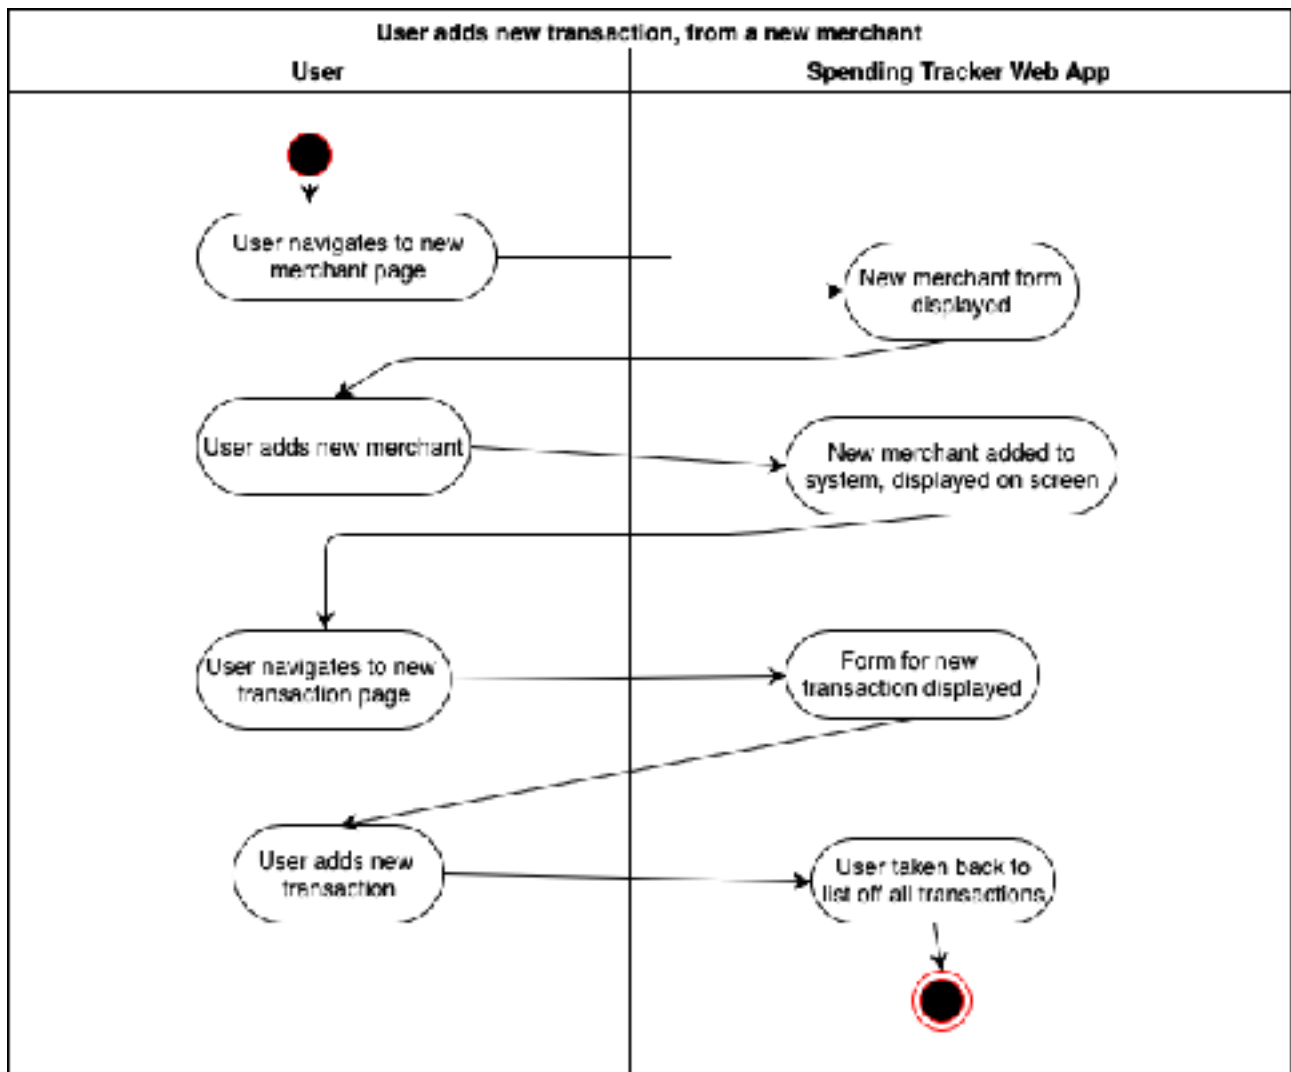 User adds new transaction, from a new merchant
User
Spending Tracker Web App
User navigates to new
merchant page
New merchant form
displayed
User adds new merchant
New merchant added to
system, displayed on screen
User navigates to new
transaction page
Form for new
transaction displayed
User adds new
transaction
User taken back to
list off all transactions